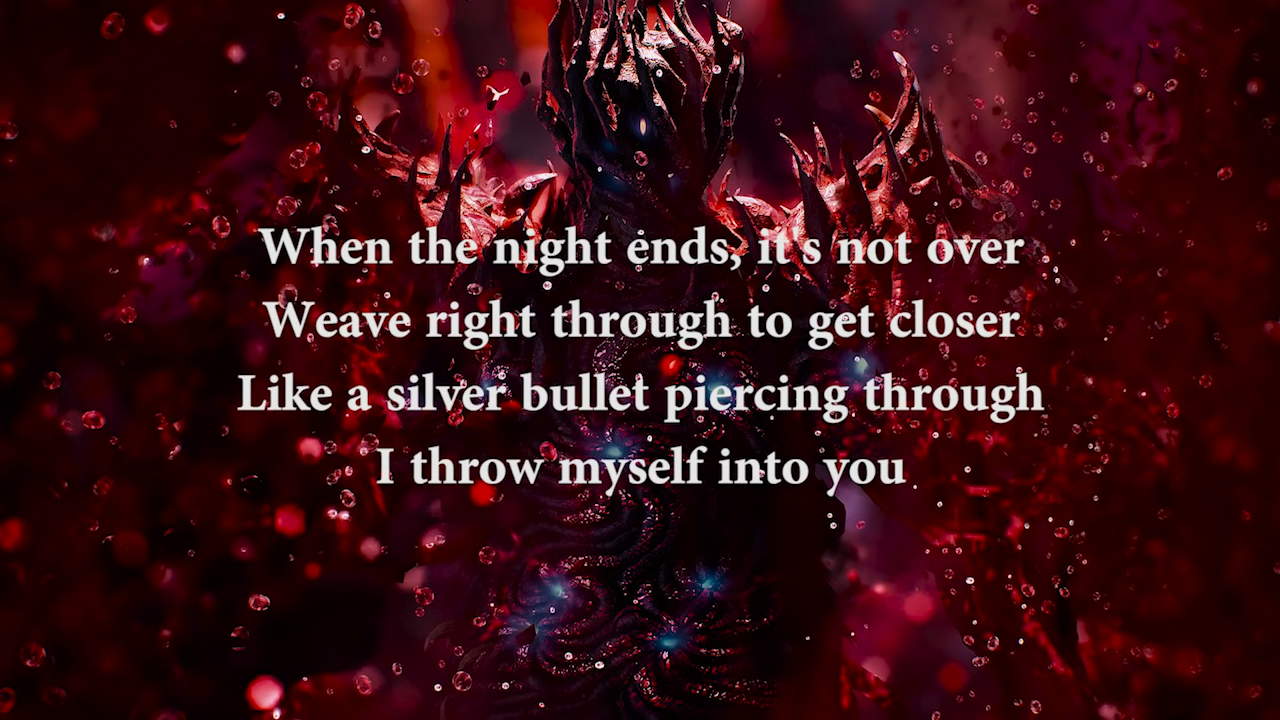 When the night ends, it's not over
Weave right through to get closer
Like a silver bullet piercing through
I throw myself into you